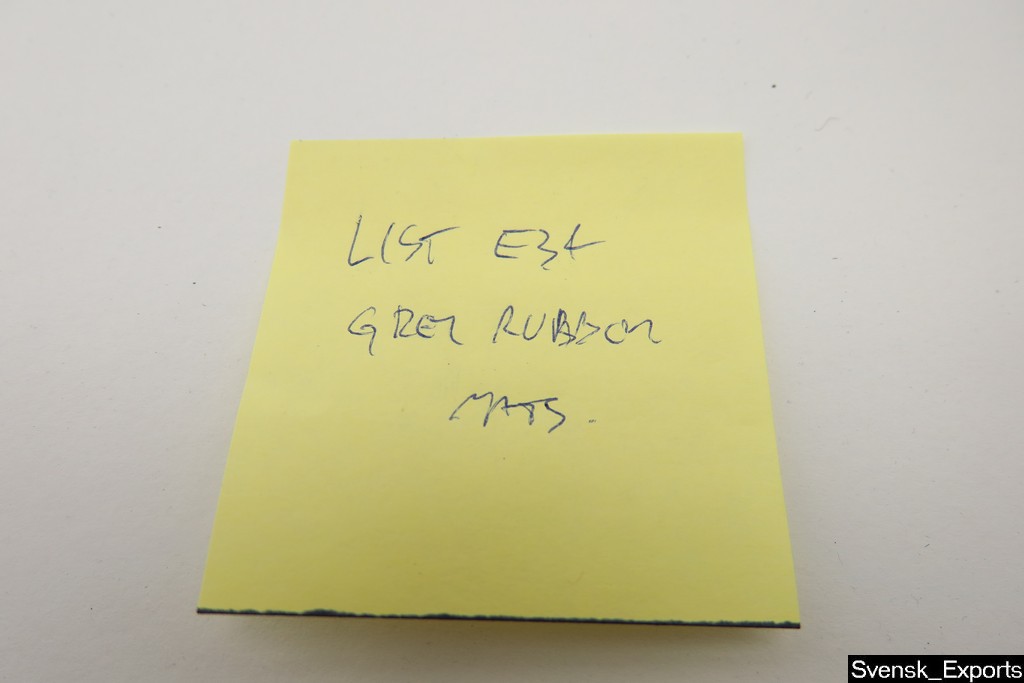 LIST E34
GREY RUBBER
MATS.
Svensk_Exports